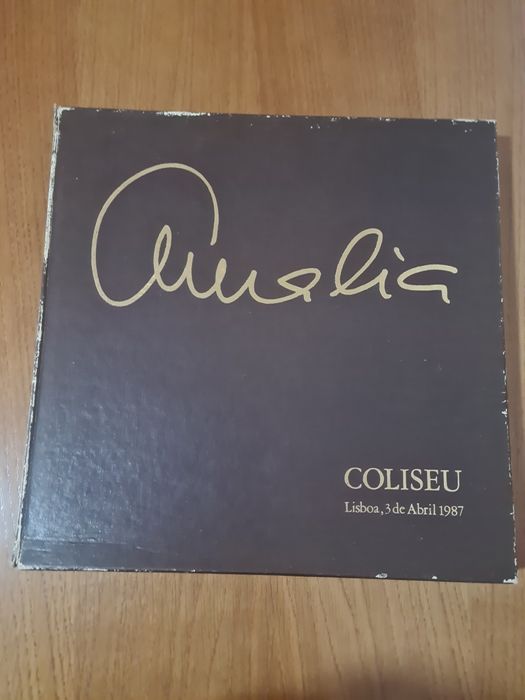 Amalia
COLISEU
Lisboa, 3 de Abril 1987